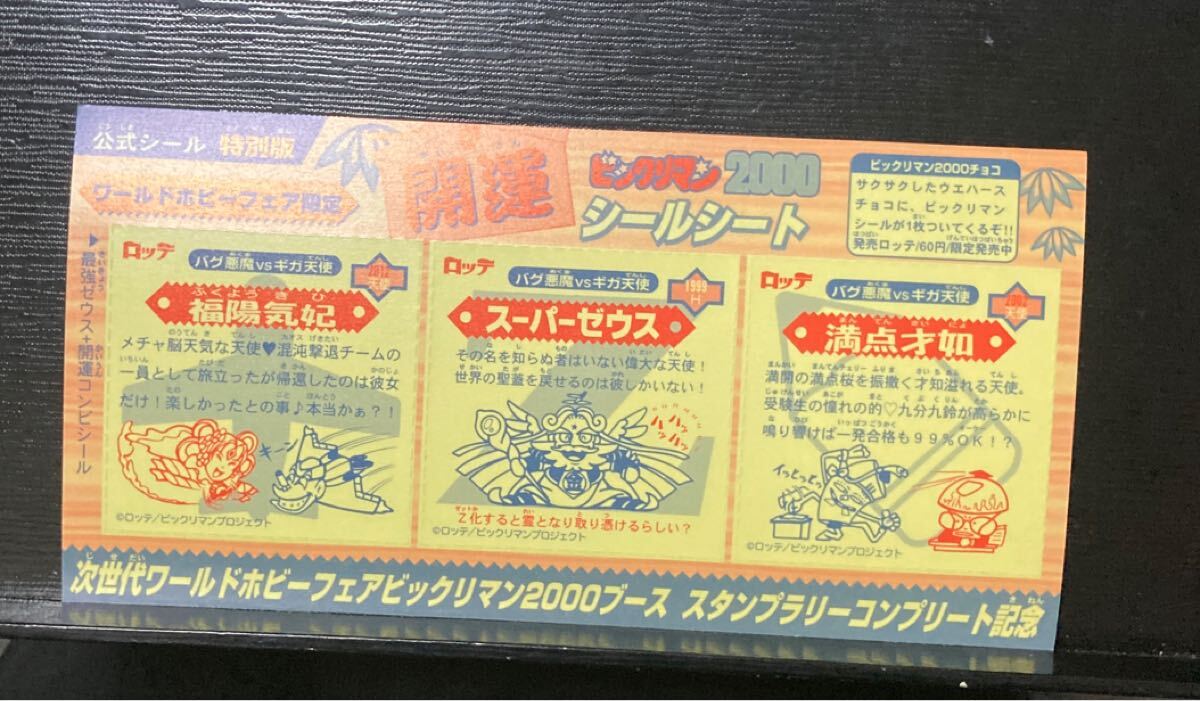 公式シール 特別版
ワールドホビーフェア限定
開運
ビックリマン2000
シールシート
ビックリマン2000チョコ
サクサクしたウエハース
チョコに、ビックリマン
シールが1枚ついてくるぞ!!
発売ロッテ/60円/限定発売中
▶最強ゼウス+開運コンビシール
ロッテ
バグ悪魔vsギガ天使
天使
福陽気妃
メチャ脳天気な天使♥混沌撃退チームの
一員として旅立ったが帰還したのは彼女
だけ!楽しかったとの事♪本当かぁ?!
キーン
©ロッテ/ビックリマンプロジェクト
ロッテ
バグ悪魔vsギガ天使
1999
H
スーパーゼウス
その名を知らぬ者はいない偉大な天使!
世界の聖蓋を戻せるのは彼しかいない!
ハッ
ハッハッ
Z化すると霊となり取り憑けるらしい?
©ロッテ/ビックリマンプロジェクト
ロッテ
バグ悪魔vsギガ天使
天使
満点才如
満開の満点桜を振撒く才知溢れる天使。
受験生の憧れの的♡九分九鈴が高らかに
鳴り響けば一発合格も99%OK!?
イっとっとっ
©ロッテ/ビックリマンプロジェクト
次世代ワールドホビーフェアビックリマン2000ブース スタンプラリーコンプリート記念